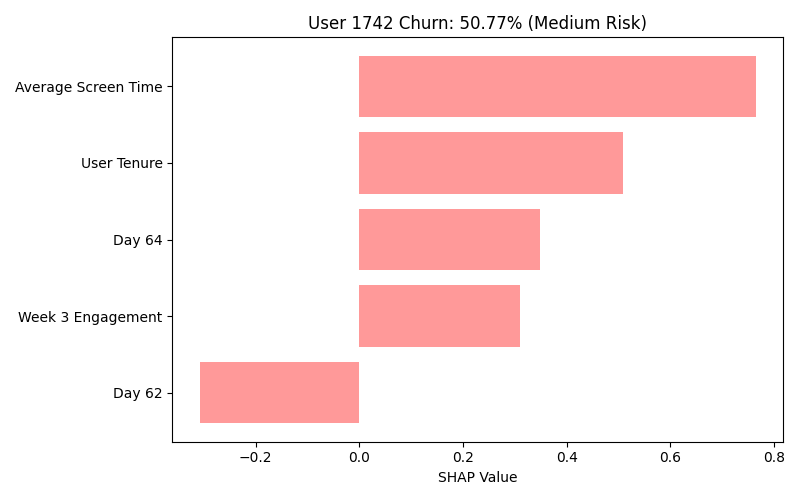 User 1742 Churn: 50.77% (Medium Risk)
Average Screen Time
User Tenure
Day 64
Week 3 Engagement
Day 62
−0.2 0.0 0.2 0.4 0.6 0.8
SHAP Value